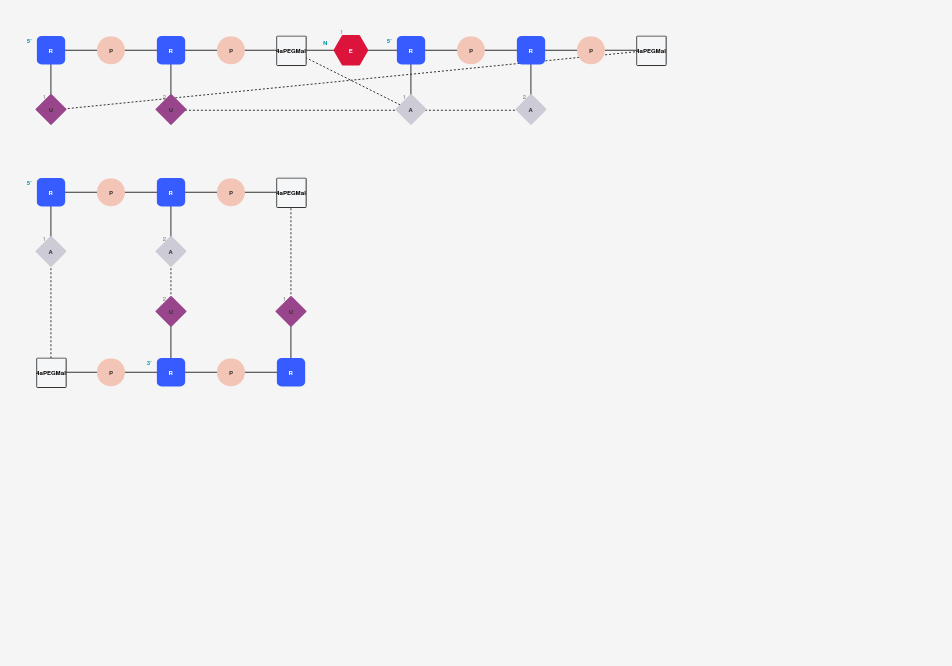 1
5' R P R P 4aPEGMal N E 5' R P R P 4aPEGMal
1 U 2 U 1 A 2 A
5' R P R P 4aPEGMal
1 A 2 A
2 U 1 U
4aPEGMal P 3' R P R